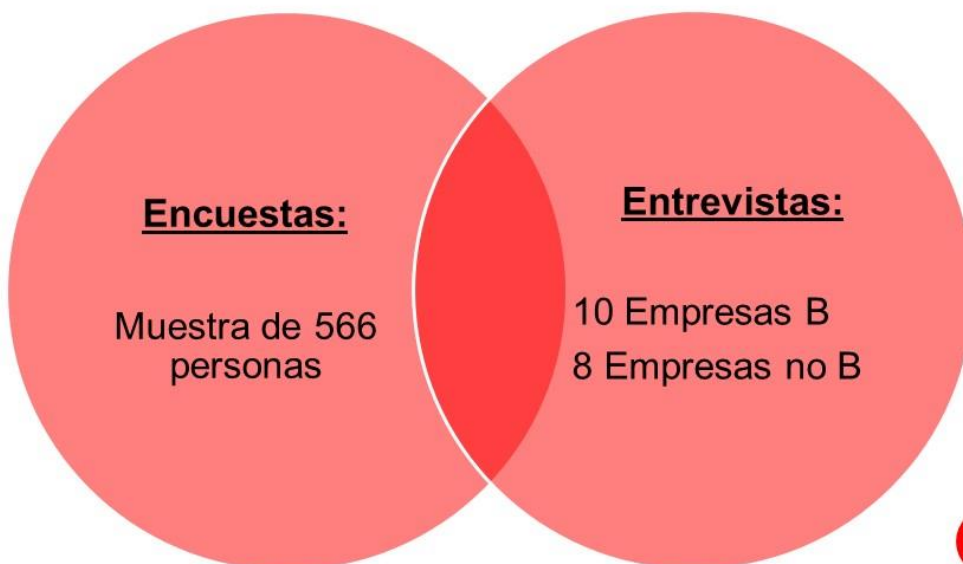 Encuestas:
Muestra de 566
personas
Entrevistas:
10 Empresas B
8 Empresas no B